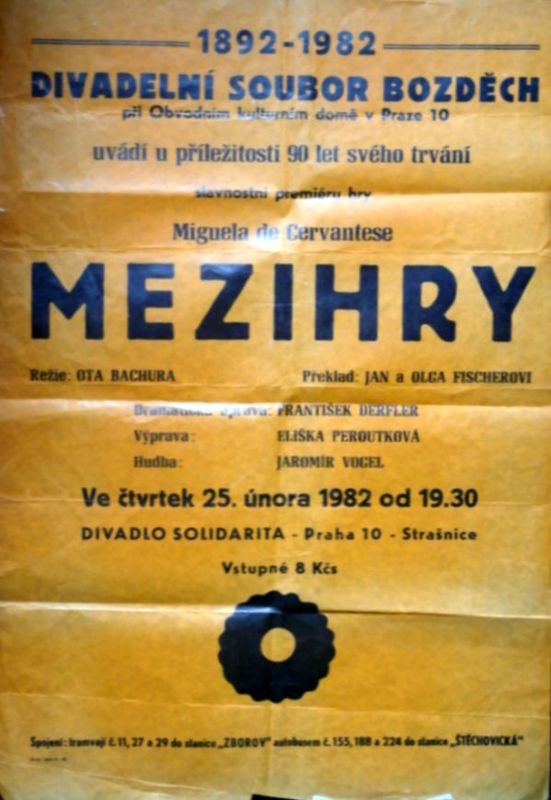 1892-1982
DIVADELNÍ SOUBOR BOZDĚCH
při Obvodním kulturním domě v Praze 10
uvádí u příležitosti 90 let svého trvání
slavnostní premiéru hry
Miguela de Cervantese
MEZIHRY
Režie: OTA BACHURA Překlad: JAN a OLGA FISCHEROVI
Dramatická úprava: FRANTIŠEK DERFLER
Výprava: ELIŠKA PEROUTKOVÁ
Hudba: JAROMÍR VOGEL
Ve čtvrtek 25. února 1982 od 19.30
DIVADLO SOLIDARITA - Praha 10 - Strašnice
Vstupné 8 Kčs
Spojení: tramvají č. 11, 27 a 29 do stanice „ZBOROV" autobusem č. 155, 188 a 224 do stanice „ŠTĚCHOVICKÁ"